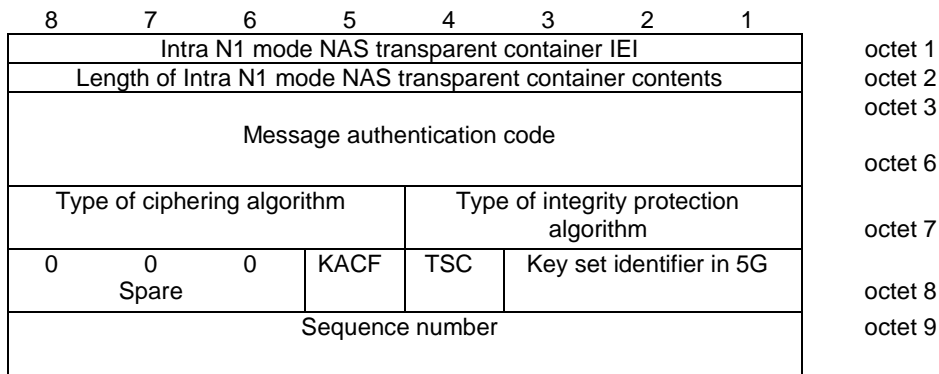 8 7 6 5 4 3 2 1
Intra N1 mode NAS transparent container IEI octet 1
Length of Intra N1 mode NAS transparent container contents octet 2
octet 3
Message authentication code
octet 6
Type of ciphering algorithm Type of integrity protection
algorithm octet 7
0 0 0 KACF TSC Key set identifier in 5G
Spare octet 8
Sequence number octet 9